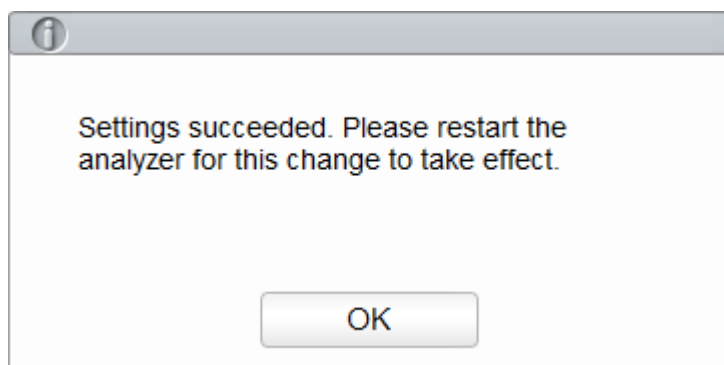 Settings succeeded. Please restart the
analyzer for this change to take effect.
OK